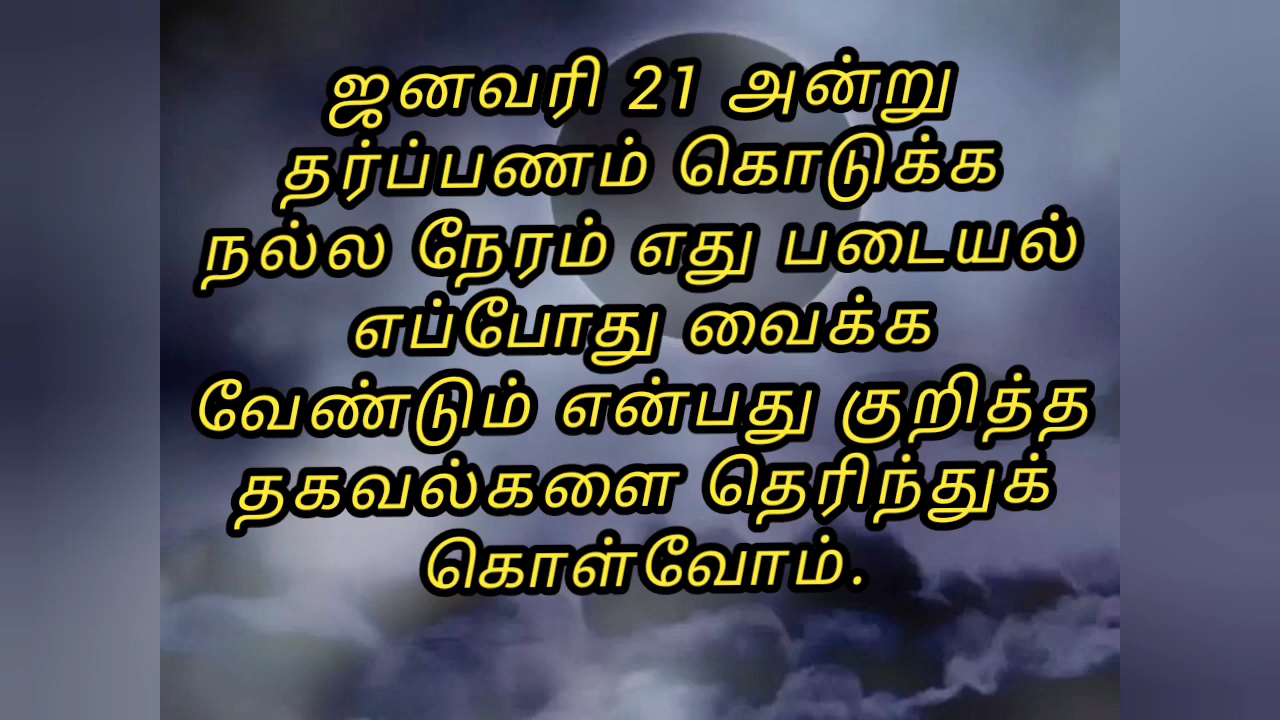 ஜனவரி 21 அன்று
தர்ப்பணம் கொடுக்க
நல்ல நேரம் எது படையல்
எப்போது வைக்க
வேண்டும் என்பது குறித்த
தகவல்களை தெரிந்துக்
கொள்வோம்.